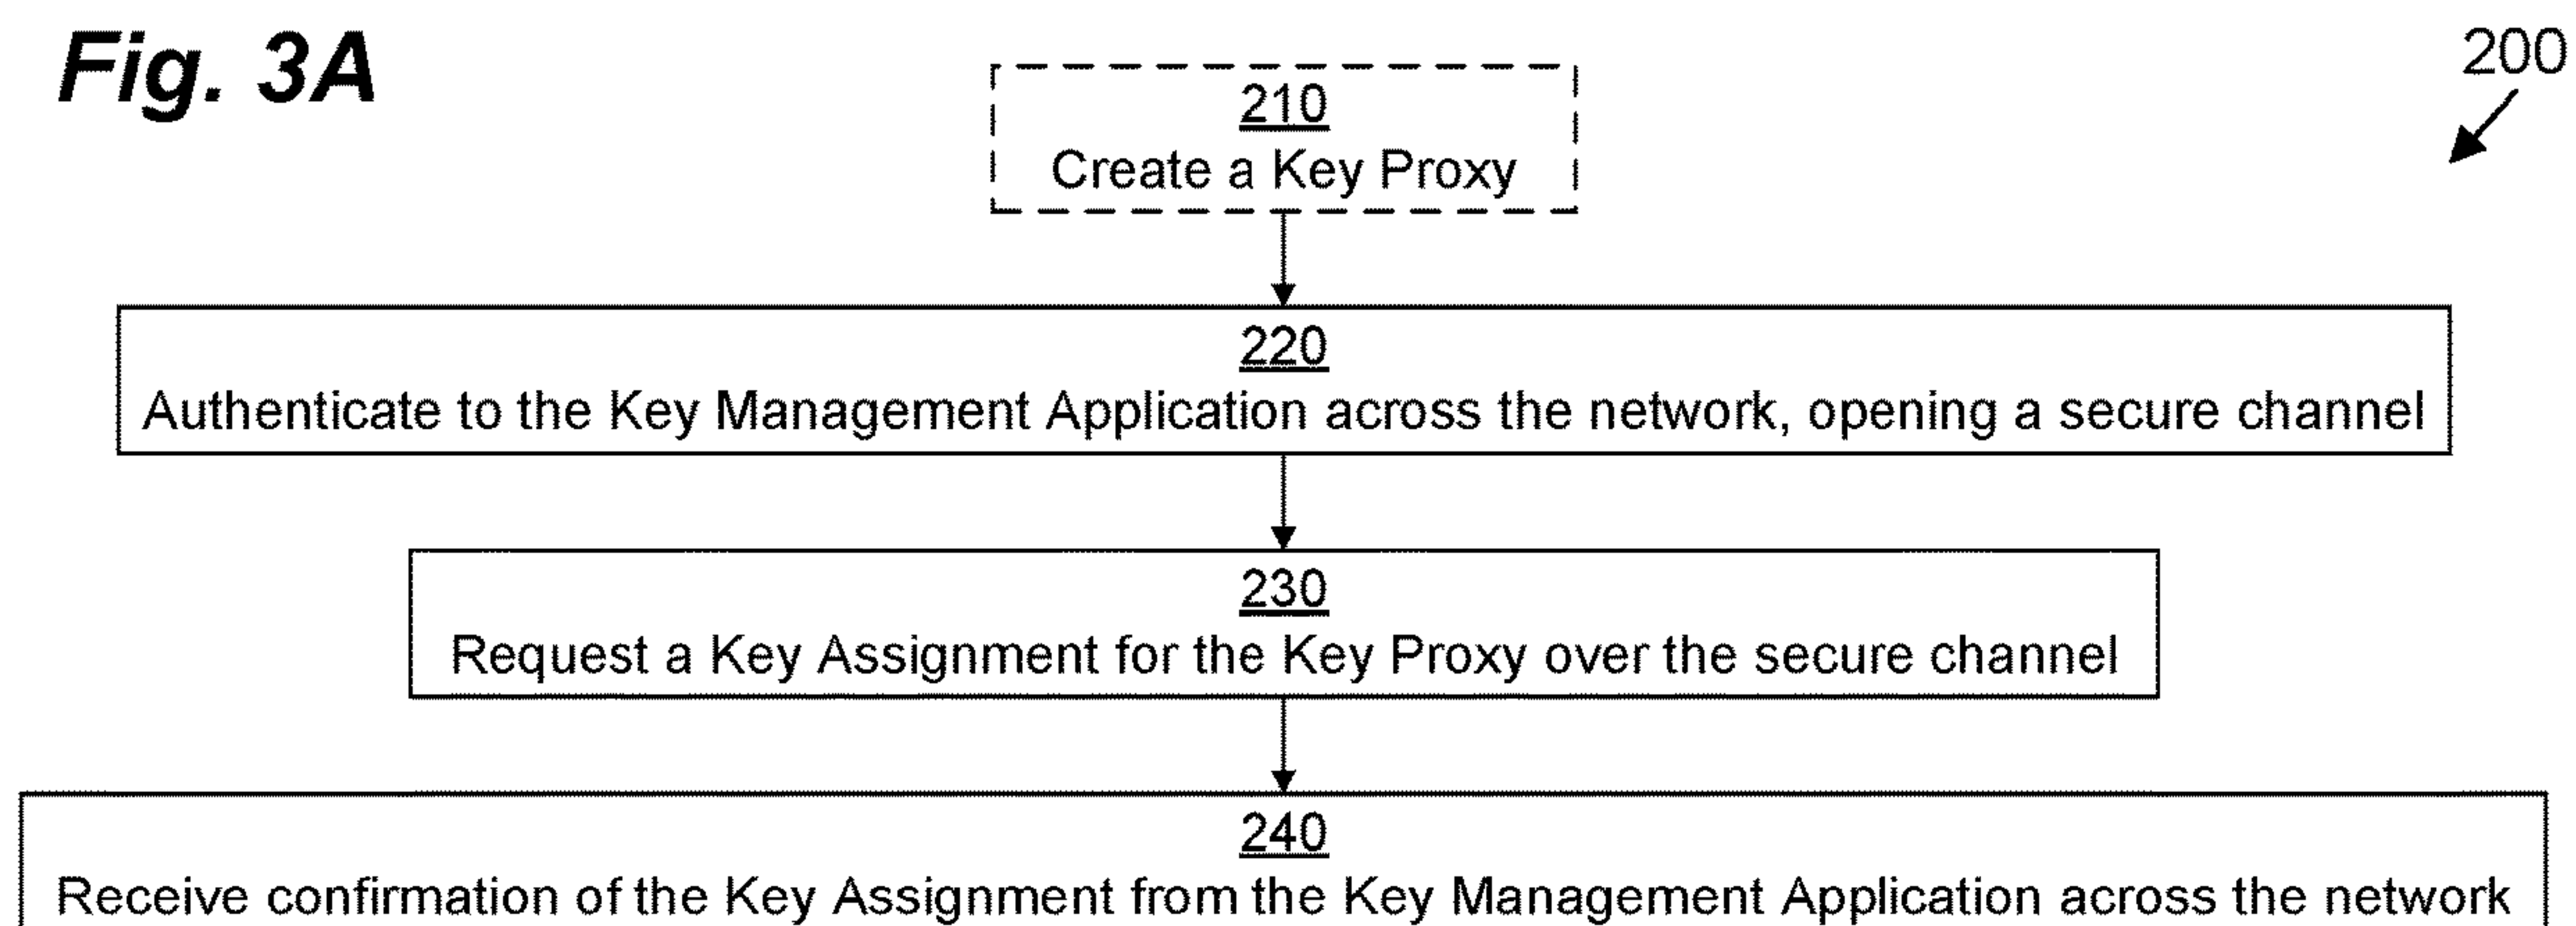 Fig. 3A
200
210
Create a Key Proxy
220
Authenticate to the Key Management Application across the network, opening a secure channel
230
Request a Key Assignment for the Key Proxy over the secure channel
240
Receive confirmation of the Key Assignment from the Key Management Application across the network